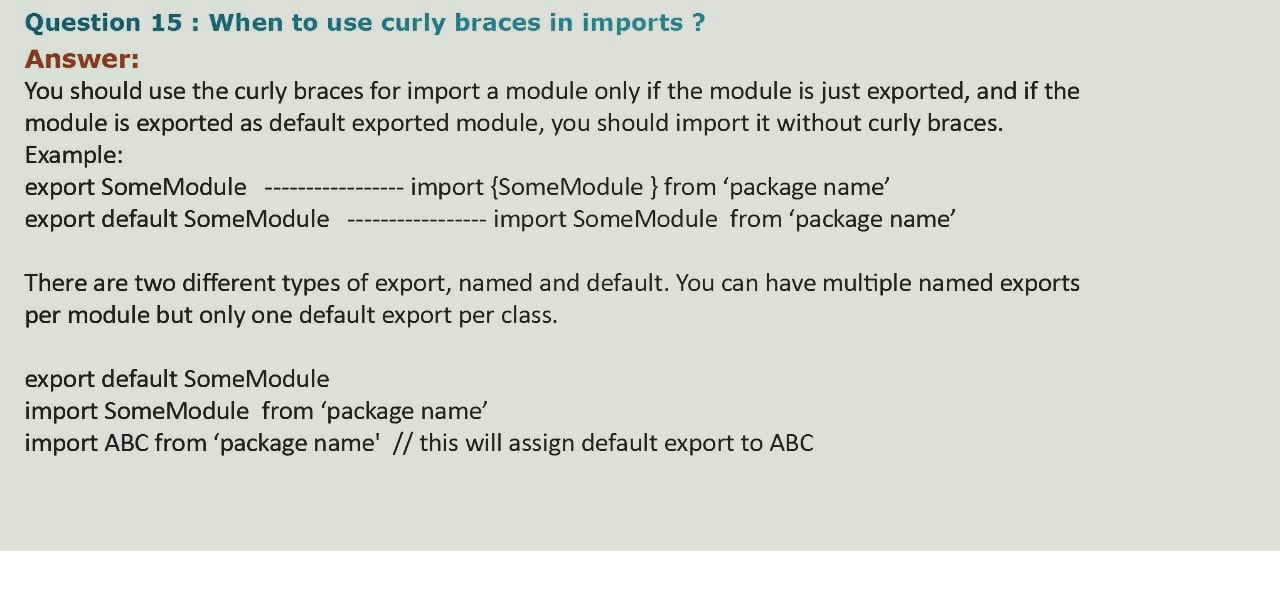 Question 15 : When to use curly braces in imports ?
Answer:
You should use the curly braces for import a module only if the module is just exported, and if the
module is exported as default exported module, you should import it without curly braces.
Example:
export SomeModule ----------------- import {SomeModule } from ‘package name’
export default SomeModule ----------------- import SomeModule from ‘package name’
There are two different types of export, named and default. You can have multiple named exports
per module but only one default export per class.
export default SomeModule
import SomeModule from ‘package name’
import ABC from ‘package name' // this will assign default export to ABC